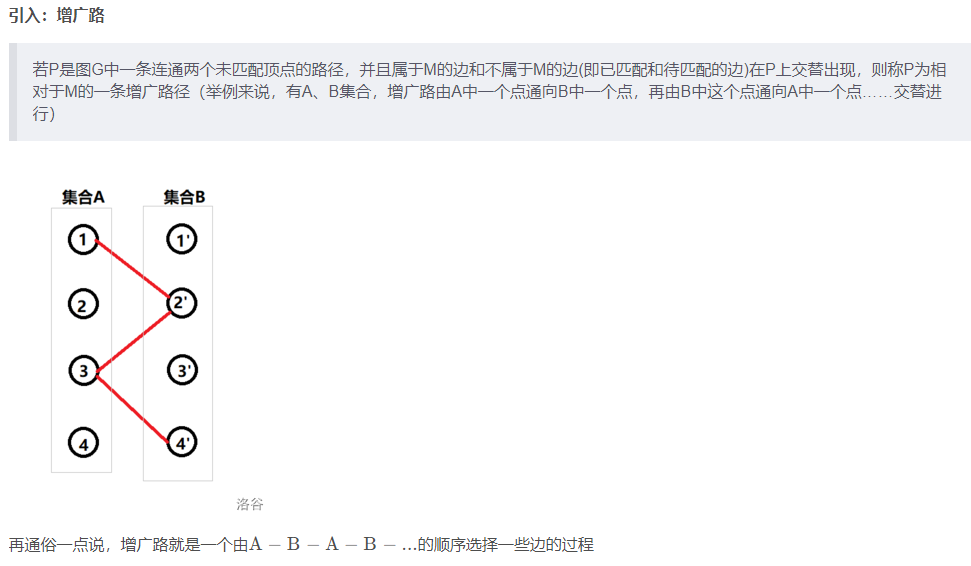 引入：增广路
若P是图G中一条连通两个未匹配顶点的路径，并且属于M的边和不属于M的边(即已匹配和待匹配的边)在P上交替出现，则称P为相
对于M的一条增广路径（举例来说，有A、B集合，增广路由A中一个点通向B中一个点，再由B中这个点通向A中一个点……交替进
行）
集合A 集合B
1 1'
2 2'
3 3'
4 4'
洛谷
再通俗一点说，增广路就是一个由A − B − A − B − ...的顺序选择一些边的过程